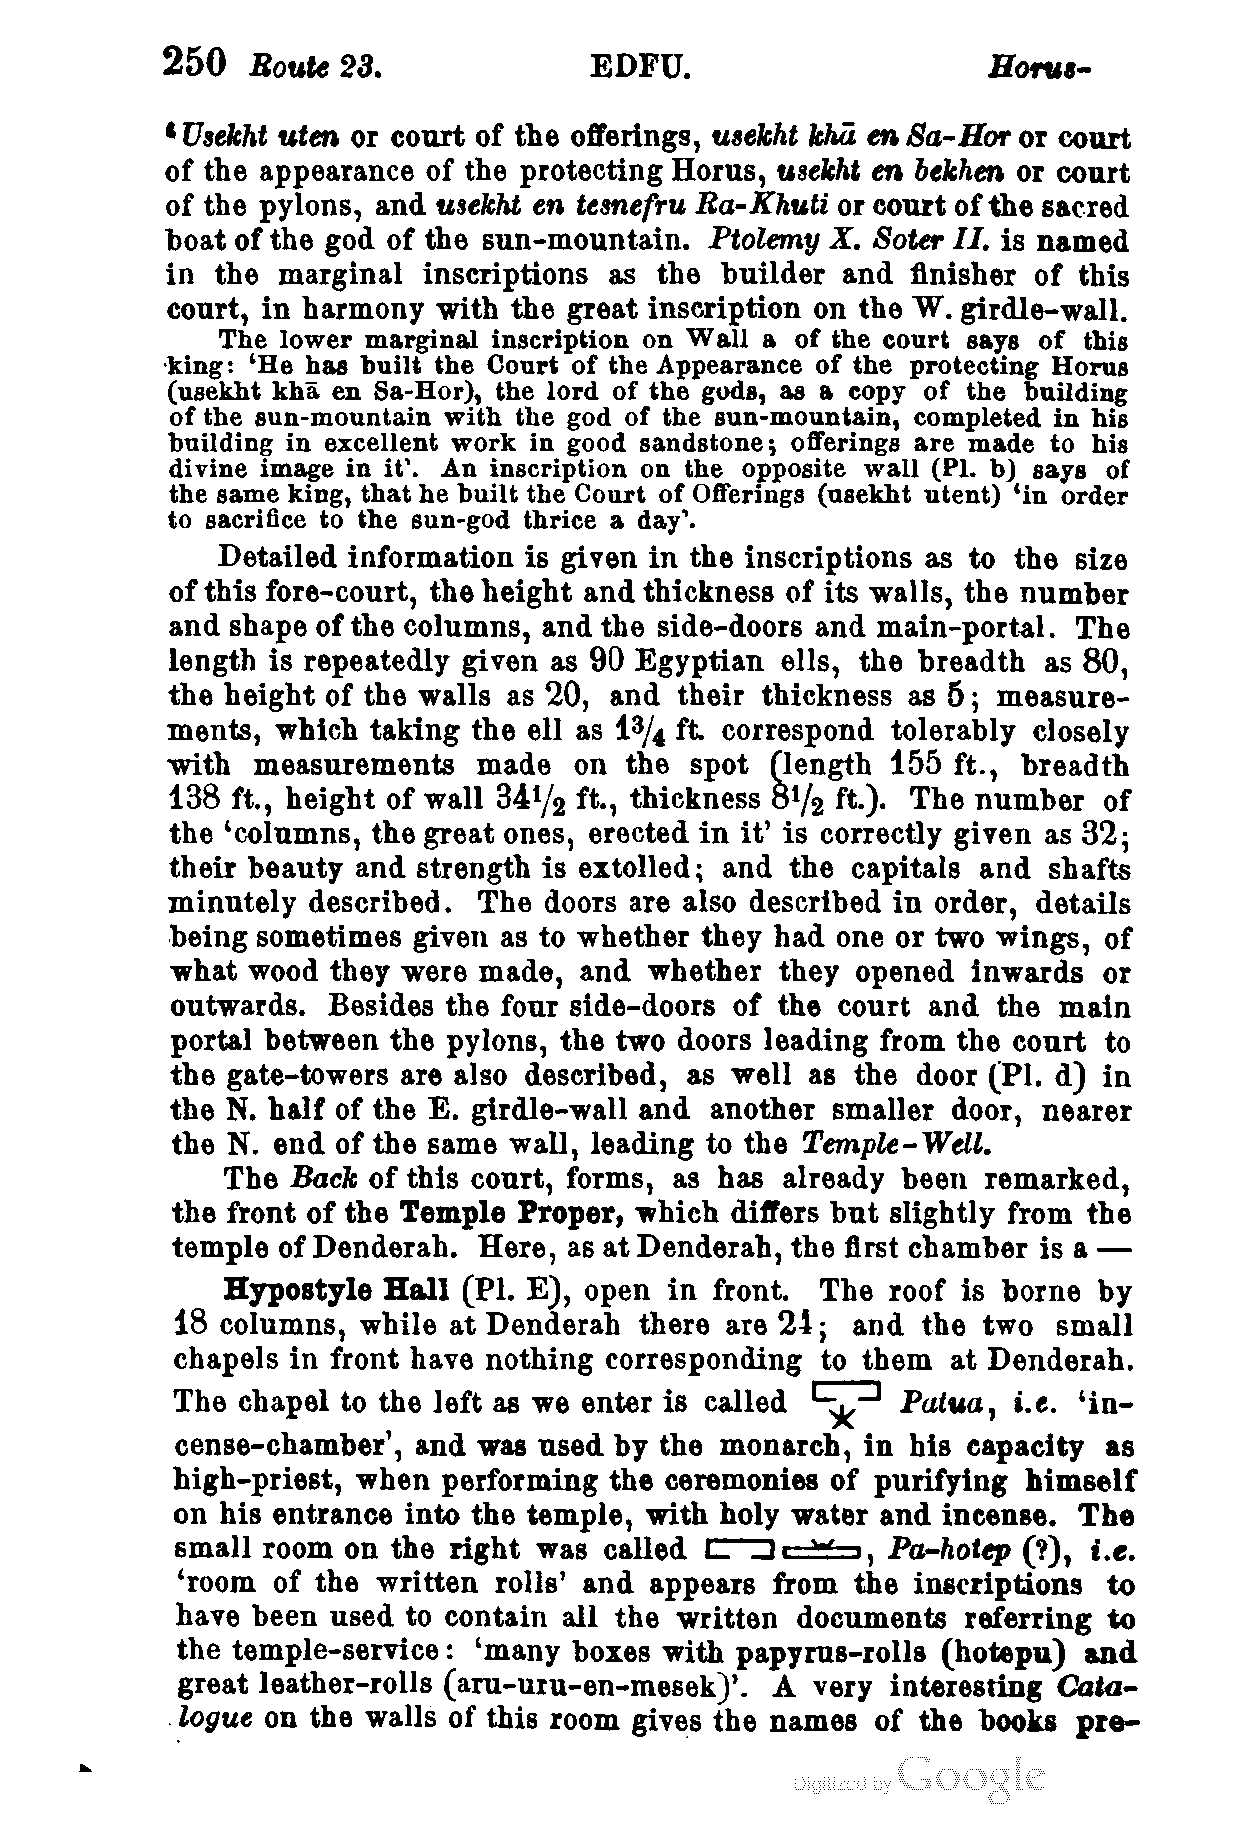 250 Route 23. EDFU. Horus-
‘Usekht uten or court of the offerings, usekht khā en Sa-Hor or court
of the appearance of the protecting Horus, usekht en bekhen or court
of the pylons, and usekht en tesnefru Ra-Khuti or court of the sacred
boat of the god of the sun-mountain. Ptolemy X. Soter II. is named
in the marginal inscriptions as the builder and finisher of this
court, in harmony with the great inscription on the W. girdle-wall.
The lower marginal inscription on Wall a of the court says of this
king: ‘He has built the Court of the Appearance of the protecting Horus
(usekht khā en Sa-Hor), the lord of the gods, as a copy of the building
of the sun-mountain with the god of the sun-mountain, completed in his
building in excellent work in good sandstone; offerings are made to his
divine image in it’. An inscription on the opposite wall (Pl. b) says of
the same king, that he built the Court of Offerings (usekht utent) ‘in order
to sacrifice to the sun-god thrice a day’.
Detailed information is given in the inscriptions as to the size
of this fore-court, the height and thickness of its walls, the number
and shape of the columns, and the side-doors and main-portal. The
length is repeatedly given as 90 Egyptian ells, the breadth as 80,
the height of the walls as 20, and their thickness as 5; measure-
ments, which taking the ell as 1¾ ft. correspond tolerably closely
with measurements made on the spot (length 155 ft., breadth
138 ft., height of wall 34½ ft., thickness 8½ ft.). The number of
the ‘columns, the great ones, erected in it’ is correctly given as 32;
their beauty and strength is extolled; and the capitals and shafts
minutely described. The doors are also described in order, details
being sometimes given as to whether they had one or two wings, of
what wood they were made, and whether they opened inwards or
outwards. Besides the four side-doors of the court and the main
portal between the pylons, the two doors leading from the court to
the gate-towers are also described, as well as the door (Pl. d) in
the N. half of the E. girdle-wall and another smaller door, nearer
the N. end of the same wall, leading to the Temple-Well.
The Back of this court, forms, as has already been remarked,
the front of the Temple Proper, which differs but slightly from the
temple of Denderah. Here, as at Denderah, the first chamber is a —
Hypostyle Hall (Pl. E), open in front. The roof is borne by
18 columns, while at Denderah there are 24; and the two small
chapels in front have nothing corresponding to them at Denderah.
The chapel to the left as we enter is called Patua, i.e. ‘in-
cense-chamber’, and was used by the monarch, in his capacity as
high-priest, when performing the ceremonies of purifying himself
on his entrance into the temple, with holy water and incense. The
small room on the right was called , Pa-hotep (?), i.e.
‘room of the written rolls’ and appears from the inscriptions to
have been used to contain all the written documents referring to
the temple-service: ‘many boxes with papyrus-rolls (hotepu) and
great leather-rolls (aru-uru-en-mesek)’. A very interesting Cata-
logue on the walls of this room gives the names of the books pre-
Digitized by Google